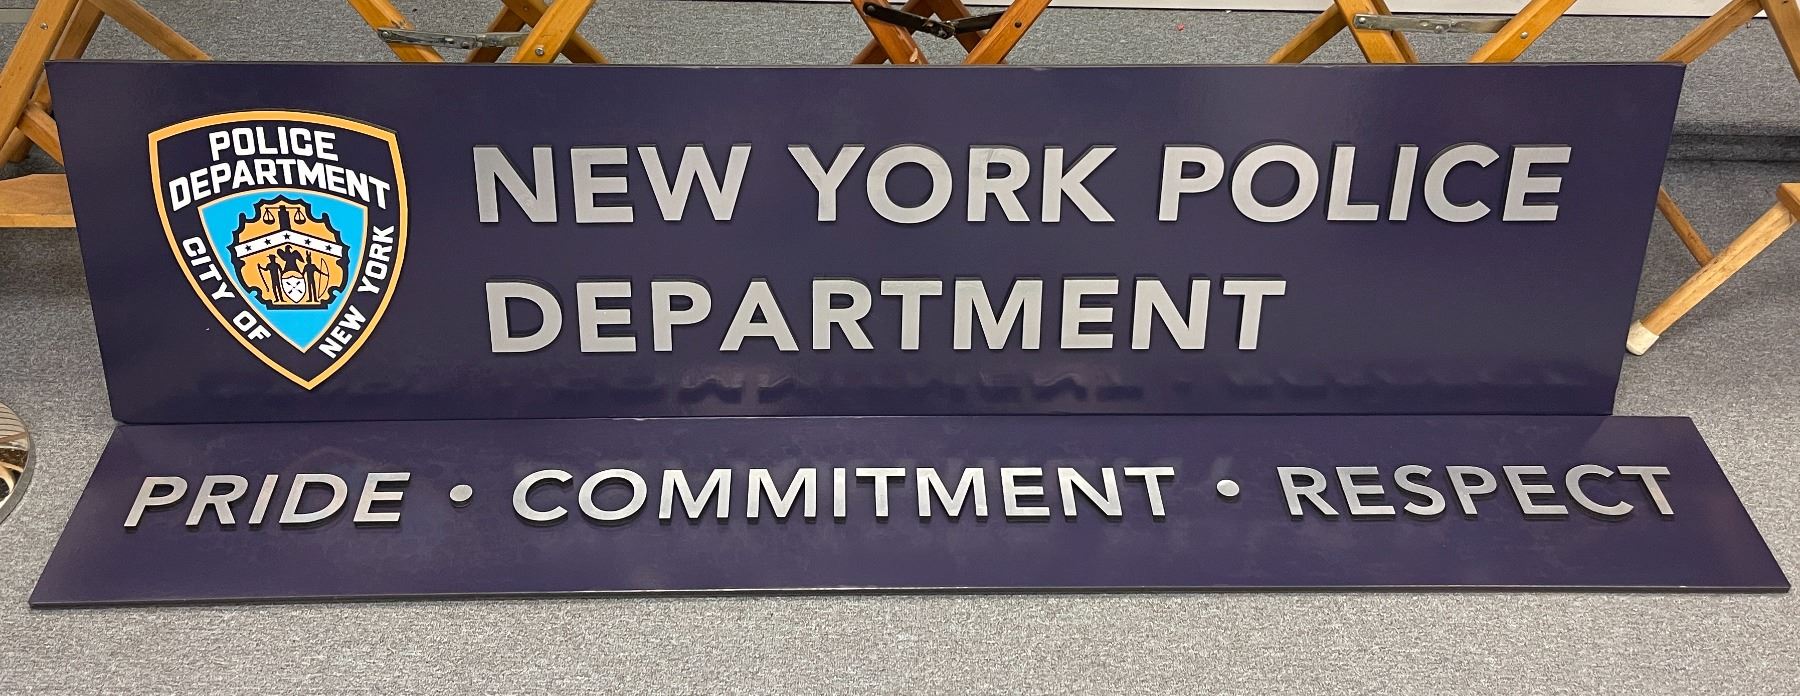 POLICE
DEPARTMENT
CITY OF
NEW YORK
NEW YORK POLICE
DEPARTMENT
PRIDE • COMMITMENT • RESPECT